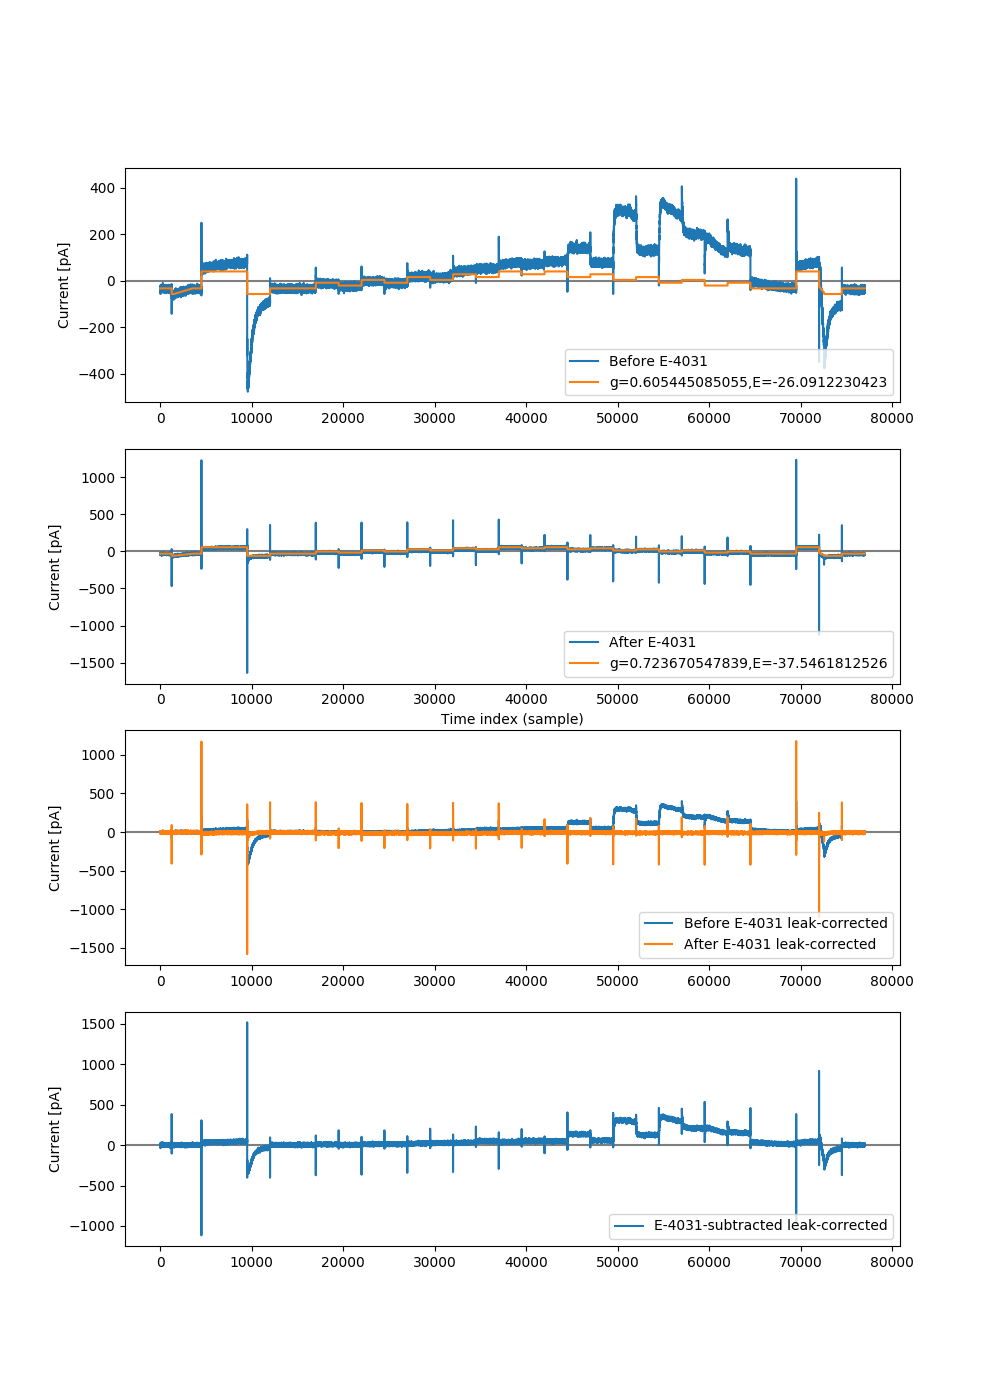 400
200
0
−200
−400
Current [pA]
Before E-4031
g=0.605445085055,E=-26.0912230423
0 10000 20000 30000 40000 50000 60000 70000 80000
1000
500
0
−500
−1000
−1500
Current [pA]
After E-4031
g=0.723670547839,E=-37.5461812526
0 10000 20000 30000 40000 50000 60000 70000 80000
Time index (sample)
1000
500
0
−500
−1000
−1500
Current [pA]
Before E-4031 leak-corrected
After E-4031 leak-corrected
0 10000 20000 30000 40000 50000 60000 70000 80000
1500
1000
500
0
−500
−1000
Current [pA]
E-4031-subtracted leak-corrected
0 10000 20000 30000 40000 50000 60000 70000 80000